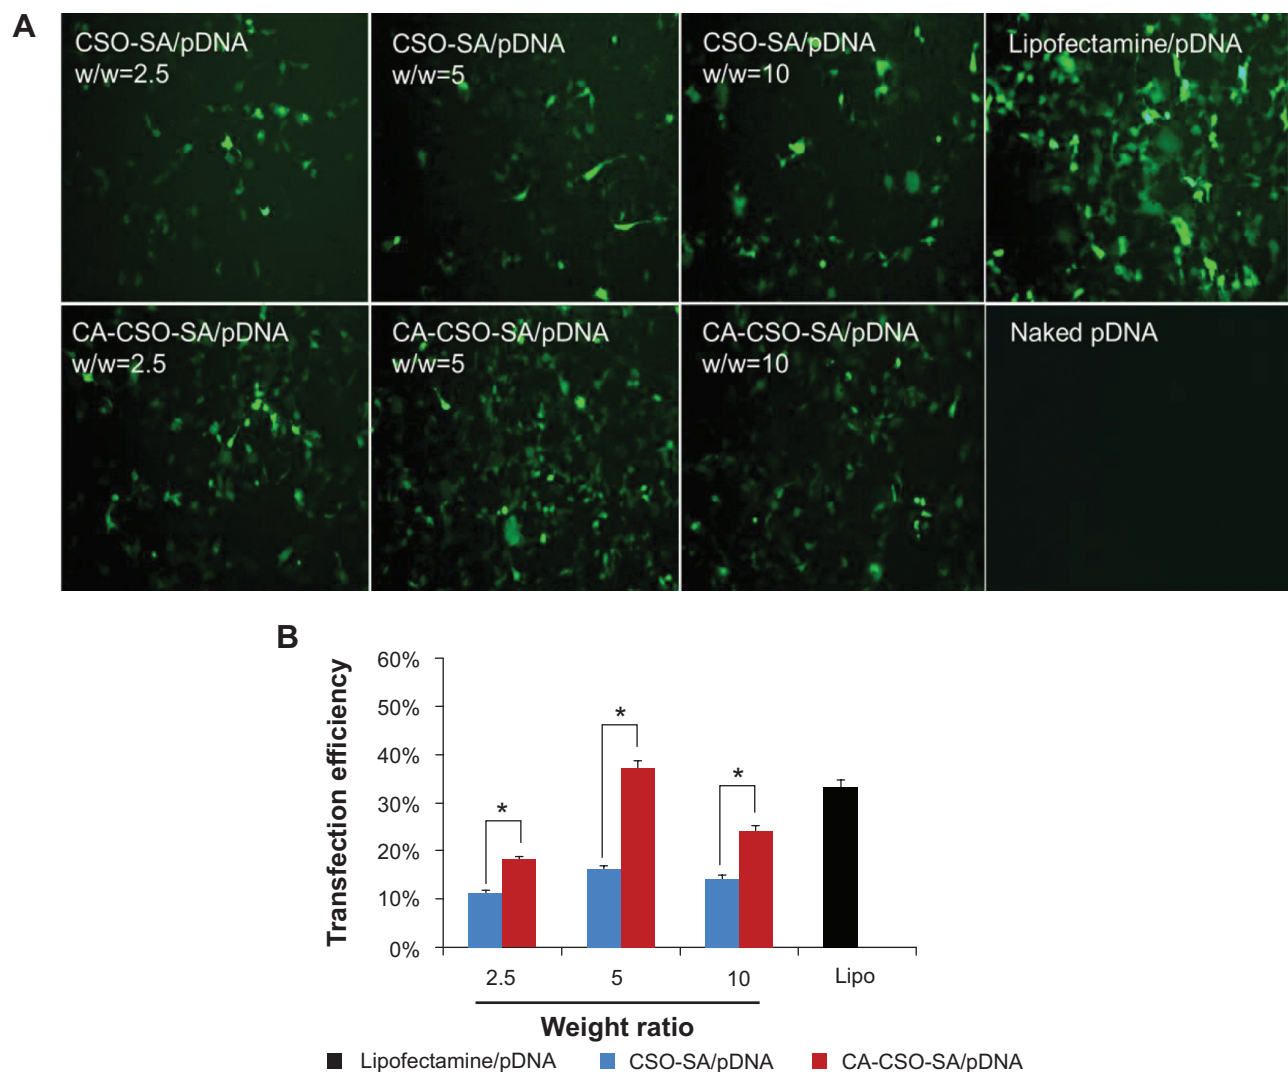 A
CSO-SA/pDNA
w/w=2.5
CSO-SA/pDNA
w/w=5
CSO-SA/pDNA
w/w=10
Lipofectamine/pDNA
CA-CSO-SA/pDNA
w/w=2.5
CA-CSO-SA/pDNA
w/w=5
CA-CSO-SA/pDNA
w/w=10
Naked pDNA
B
Transfection efficiency
60%
50%
40%
30%
20%
10%
0%
*
*
*
2.5
5
10
Lipo
Weight ratio
Lipofectamine/pDNA
CSO-SA/pDNA
CA-CSO-SA/pDNA